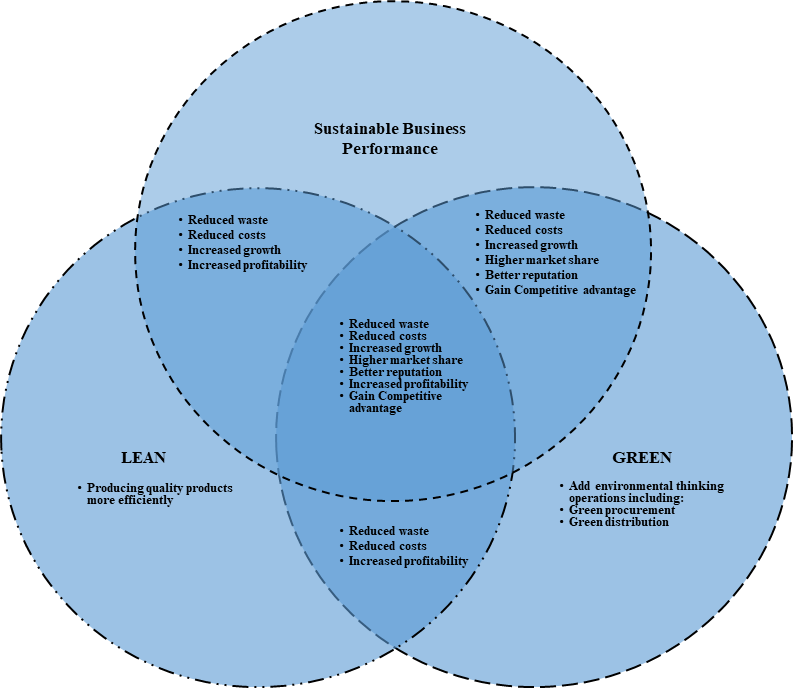 Sustainable Business
Performance
• Reduced waste
• Reduced costs
• Increased growth
• Increased profitability
• Reduced waste
• Reduced costs
• Increased growth
• Higher market share
• Better reputation
• Gain Competitive advantage
• Reduced waste
• Reduced costs
• Increased growth
• Higher market share
• Better reputation
• Increased profitability
• Gain Competitive
advantage
LEAN
• Producing quality products
more efficiently
GREEN
• Add environmental thinking
operations including:
• Green procurement
• Green distribution
• Reduced waste
• Reduced costs
• Increased profitability